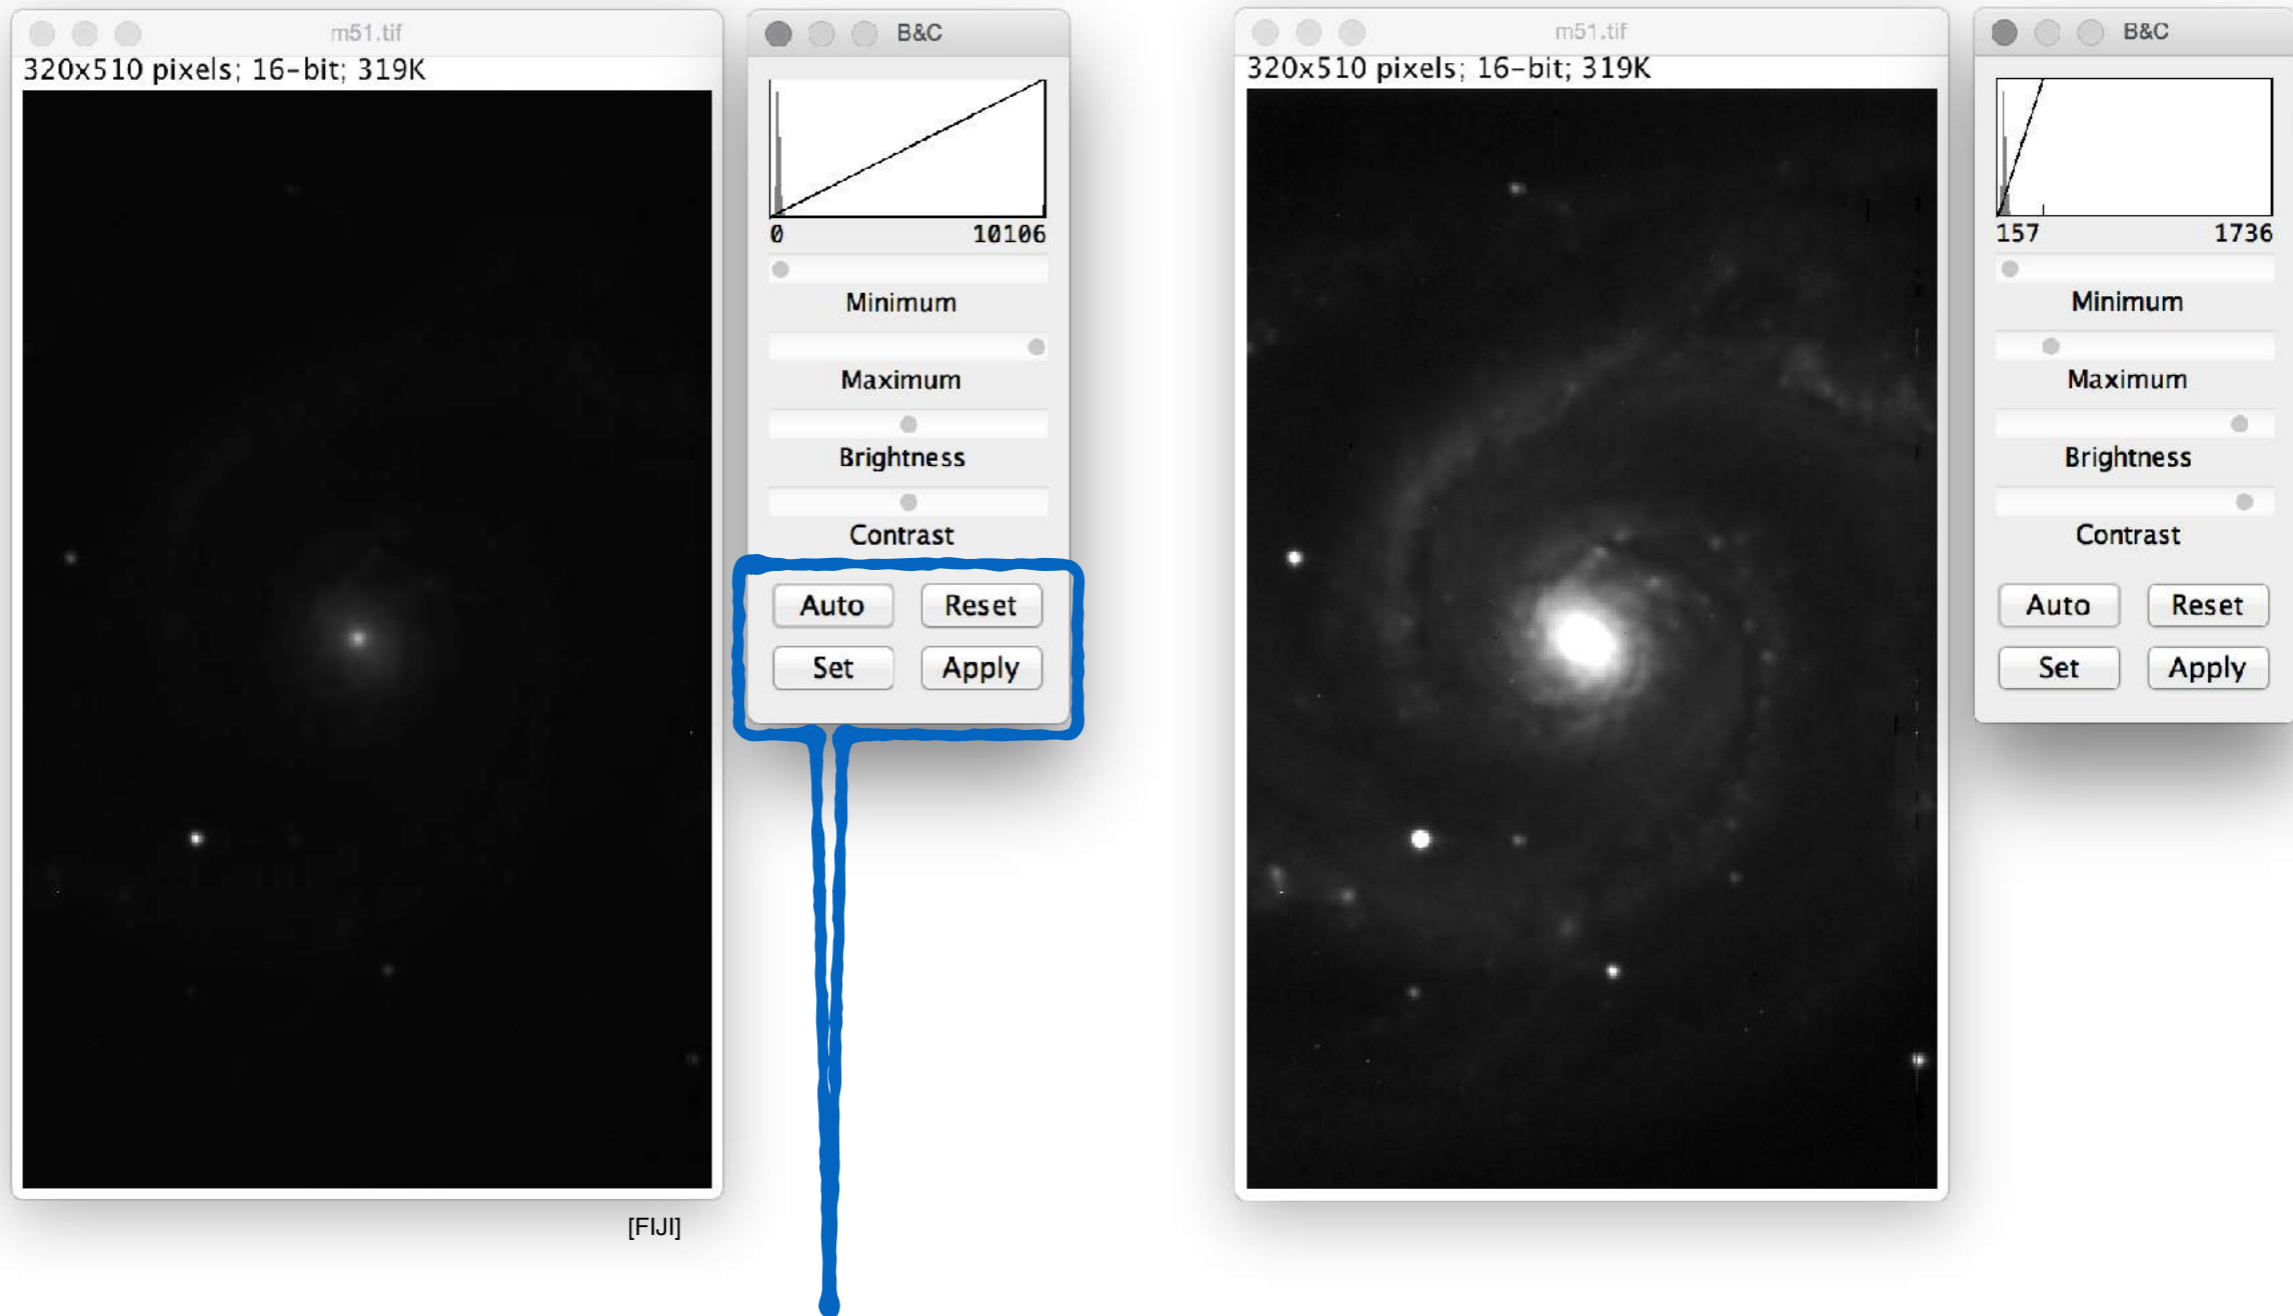 m51.tif
320x510 pixels; 16-bit; 319K
B&C
0 10106
Minimum
Maximum
Brightness
Contrast
Auto Reset
Set Apply
[FIJI]
m51.tif
320x510 pixels; 16-bit; 319K
B&C
157 1736
Minimum
Maximum
Brightness
Contrast
Auto Reset
Set Apply